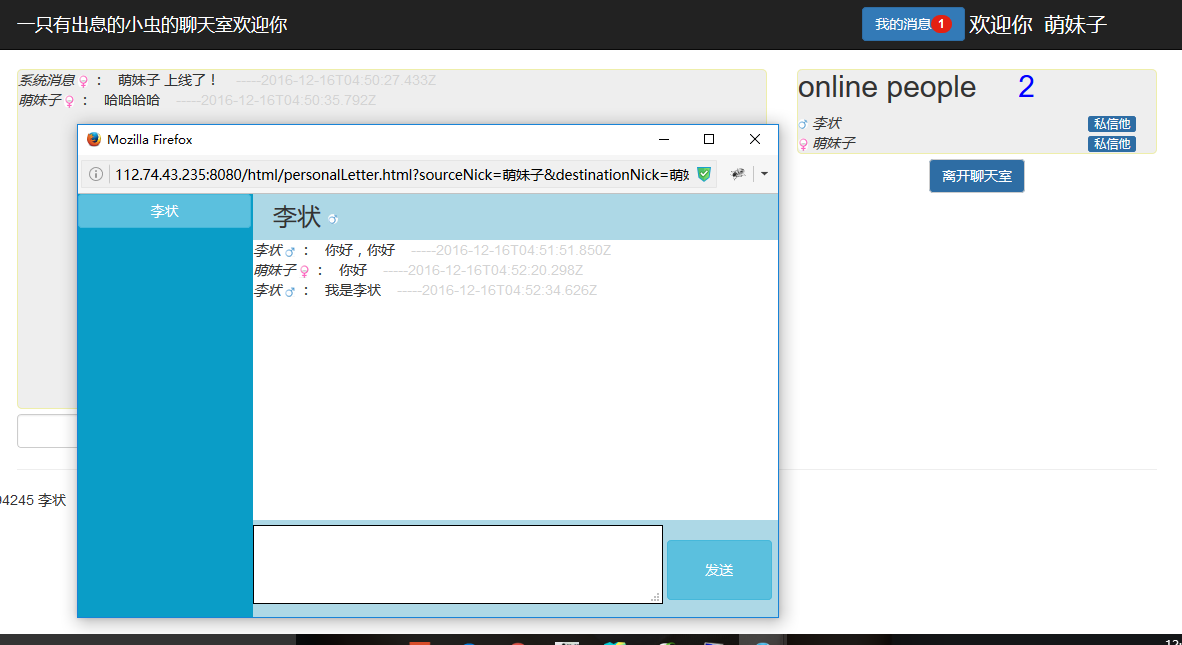 一只有出息的小虫的聊天室欢迎你
我的消息 1 欢迎你 萌妹子
系统消息♀： 萌妹子 上线了！ -----2016-12-16T04:50:27.433Z
萌妹子♀： 哈哈哈哈 -----2016-12-16T04:50:35.792Z
online people 2
♂ 李状 私信他
♀ 萌妹子 私信他
离开聊天室
Mozilla Firefox
112.74.43.235:8080/html/personalLetter.html?sourceNick=萌妹子&destinationNick=萌
李状
李状 ♂
李状♂： 你好，你好 -----2016-12-16T04:51:51.850Z
萌妹子♀： 你好 -----2016-12-16T04:52:20.298Z
李状♂： 我是李状 -----2016-12-16T04:52:34.626Z
发送
94245 李状